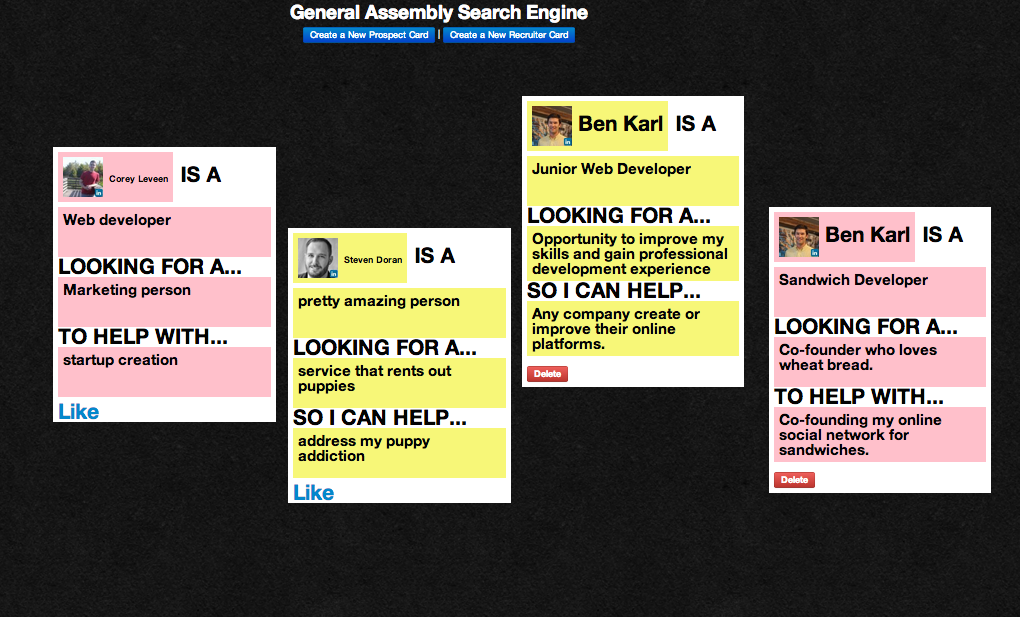 General Assembly Search Engine
Create a New Prospect Card | Create a New Recruiter Card
Corey Leveen IS A
Web developer
LOOKING FOR A...
Marketing person
TO HELP WITH...
startup creation
Like
Steven Doran IS A
pretty amazing person
LOOKING FOR A...
service that rents out
puppies
SO I CAN HELP...
address my puppy
addiction
Like
Ben Karl IS A
Junior Web Developer
LOOKING FOR A...
Opportunity to improve my
skills and gain professional
development experience
SO I CAN HELP...
Any company create or
improve their online
platforms.
Delete
Ben Karl IS A
Sandwich Developer
LOOKING FOR A...
Co-founder who loves
wheat bread.
TO HELP WITH...
Co-founding my online
social network for
sandwiches.
Delete